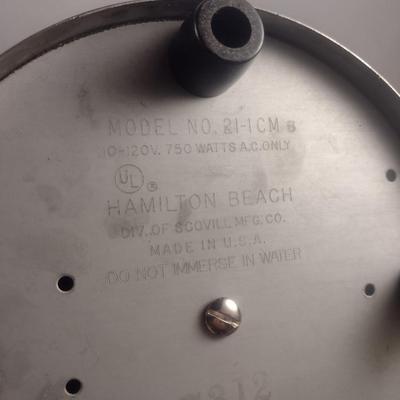 MODEL NO. 21-1CM B
110-120V. 750 WATTS A.C. ONLY
UL ®
HAMILTON BEACH
DIV. OF SCOVILL MFG. CO.
MADE IN U.S.A.
DO NOT IMMERSE IN WATER